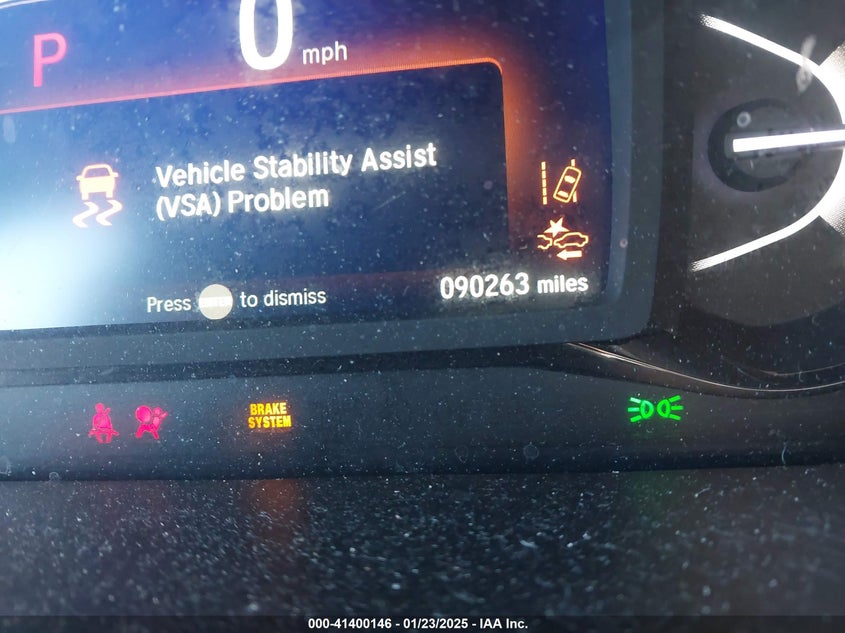 P
0 mph
Vehicle Stability Assist
(VSA) Problem
Press ENTER to dismiss
090263 miles
BRAKE
SYSTEM
000-41400146 - 01/23/2025 - IAA Inc.